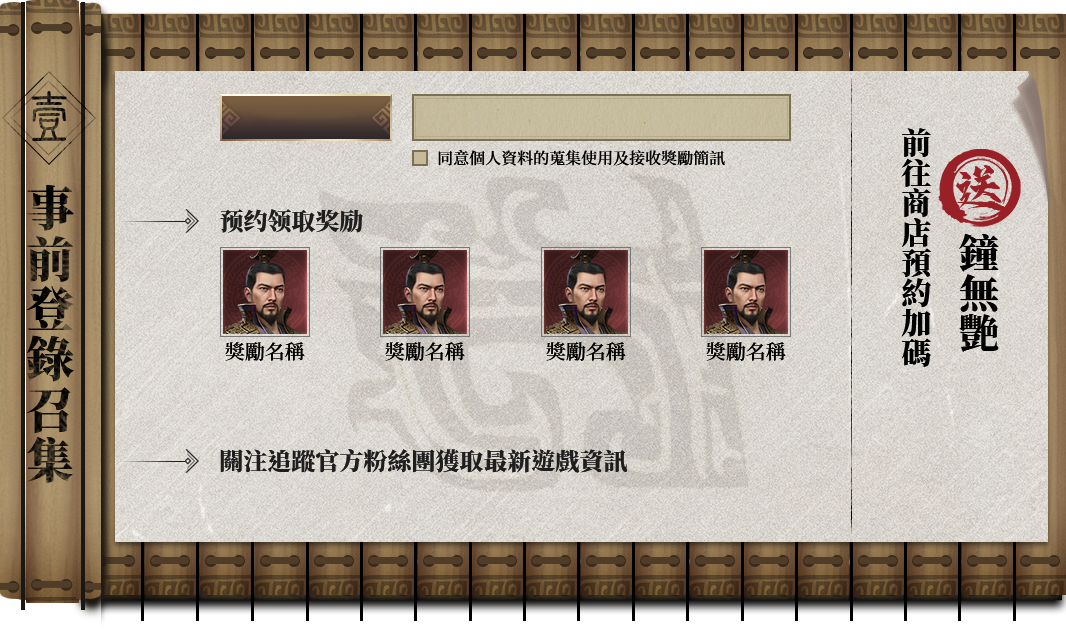 壹
事前登錄召集
同意個人資料的蒐集使用及接收獎勵簡訊
预约领取奖励
獎勵名稱
獎勵名稱
獎勵名稱
獎勵名稱
關注追蹤官方粉絲團獲取最新遊戲資訊
前往商店預約加碼
送
鐘無艷